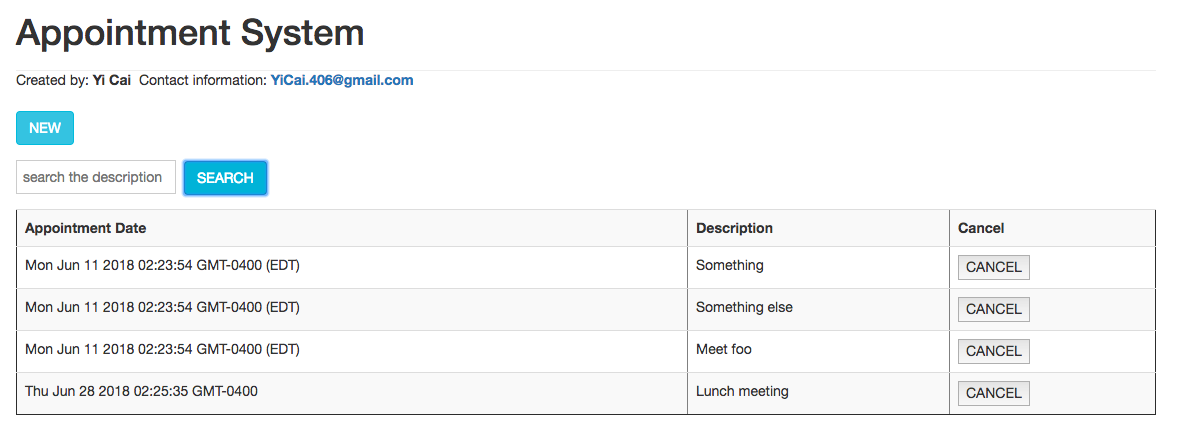 Appointment System
Created by: Yi Cai Contact information: YiCai.406@gmail.com
NEW
search the description SEARCH
Appointment Date Description Cancel
Mon Jun 11 2018 02:23:54 GMT-0400 (EDT) Something CANCEL
Mon Jun 11 2018 02:23:54 GMT-0400 (EDT) Something else CANCEL
Mon Jun 11 2018 02:23:54 GMT-0400 (EDT) Meet foo CANCEL
Thu Jun 28 2018 02:25:35 GMT-0400 Lunch meeting CANCEL